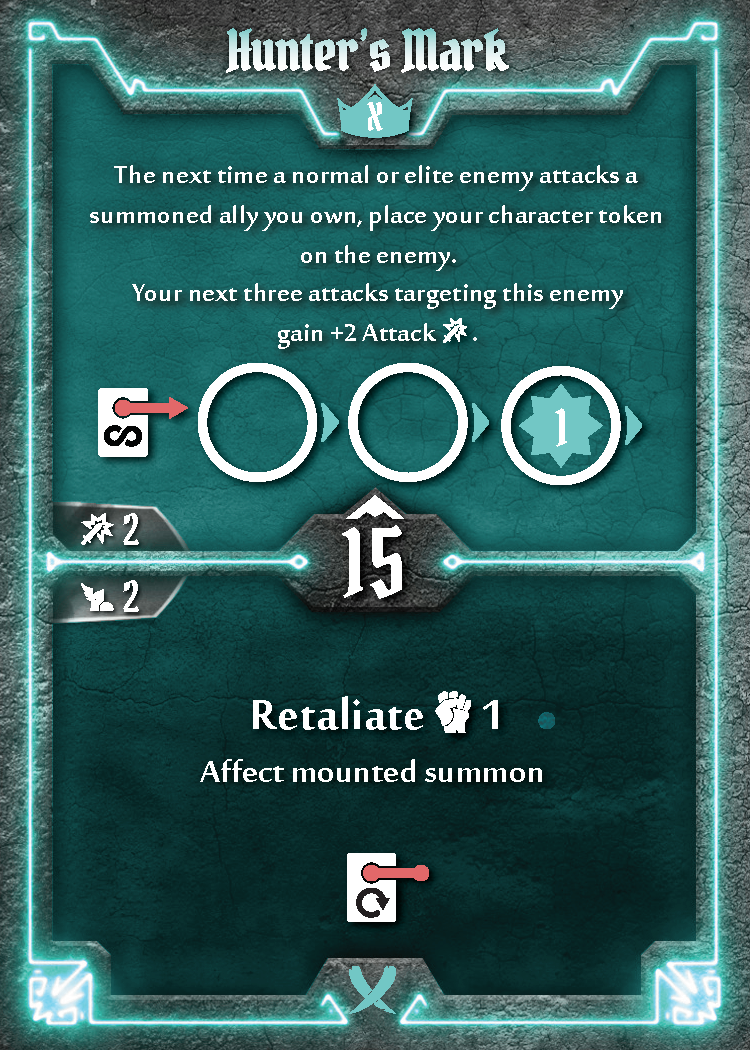 Hunter's Mark
X
The next time a normal or elite enemy attacks a
summoned ally you own, place your character token
on the enemy.
Your next three attacks targeting this enemy
gain +2 Attack.
1
2
15
2
Retaliate 1
Affect mounted summon